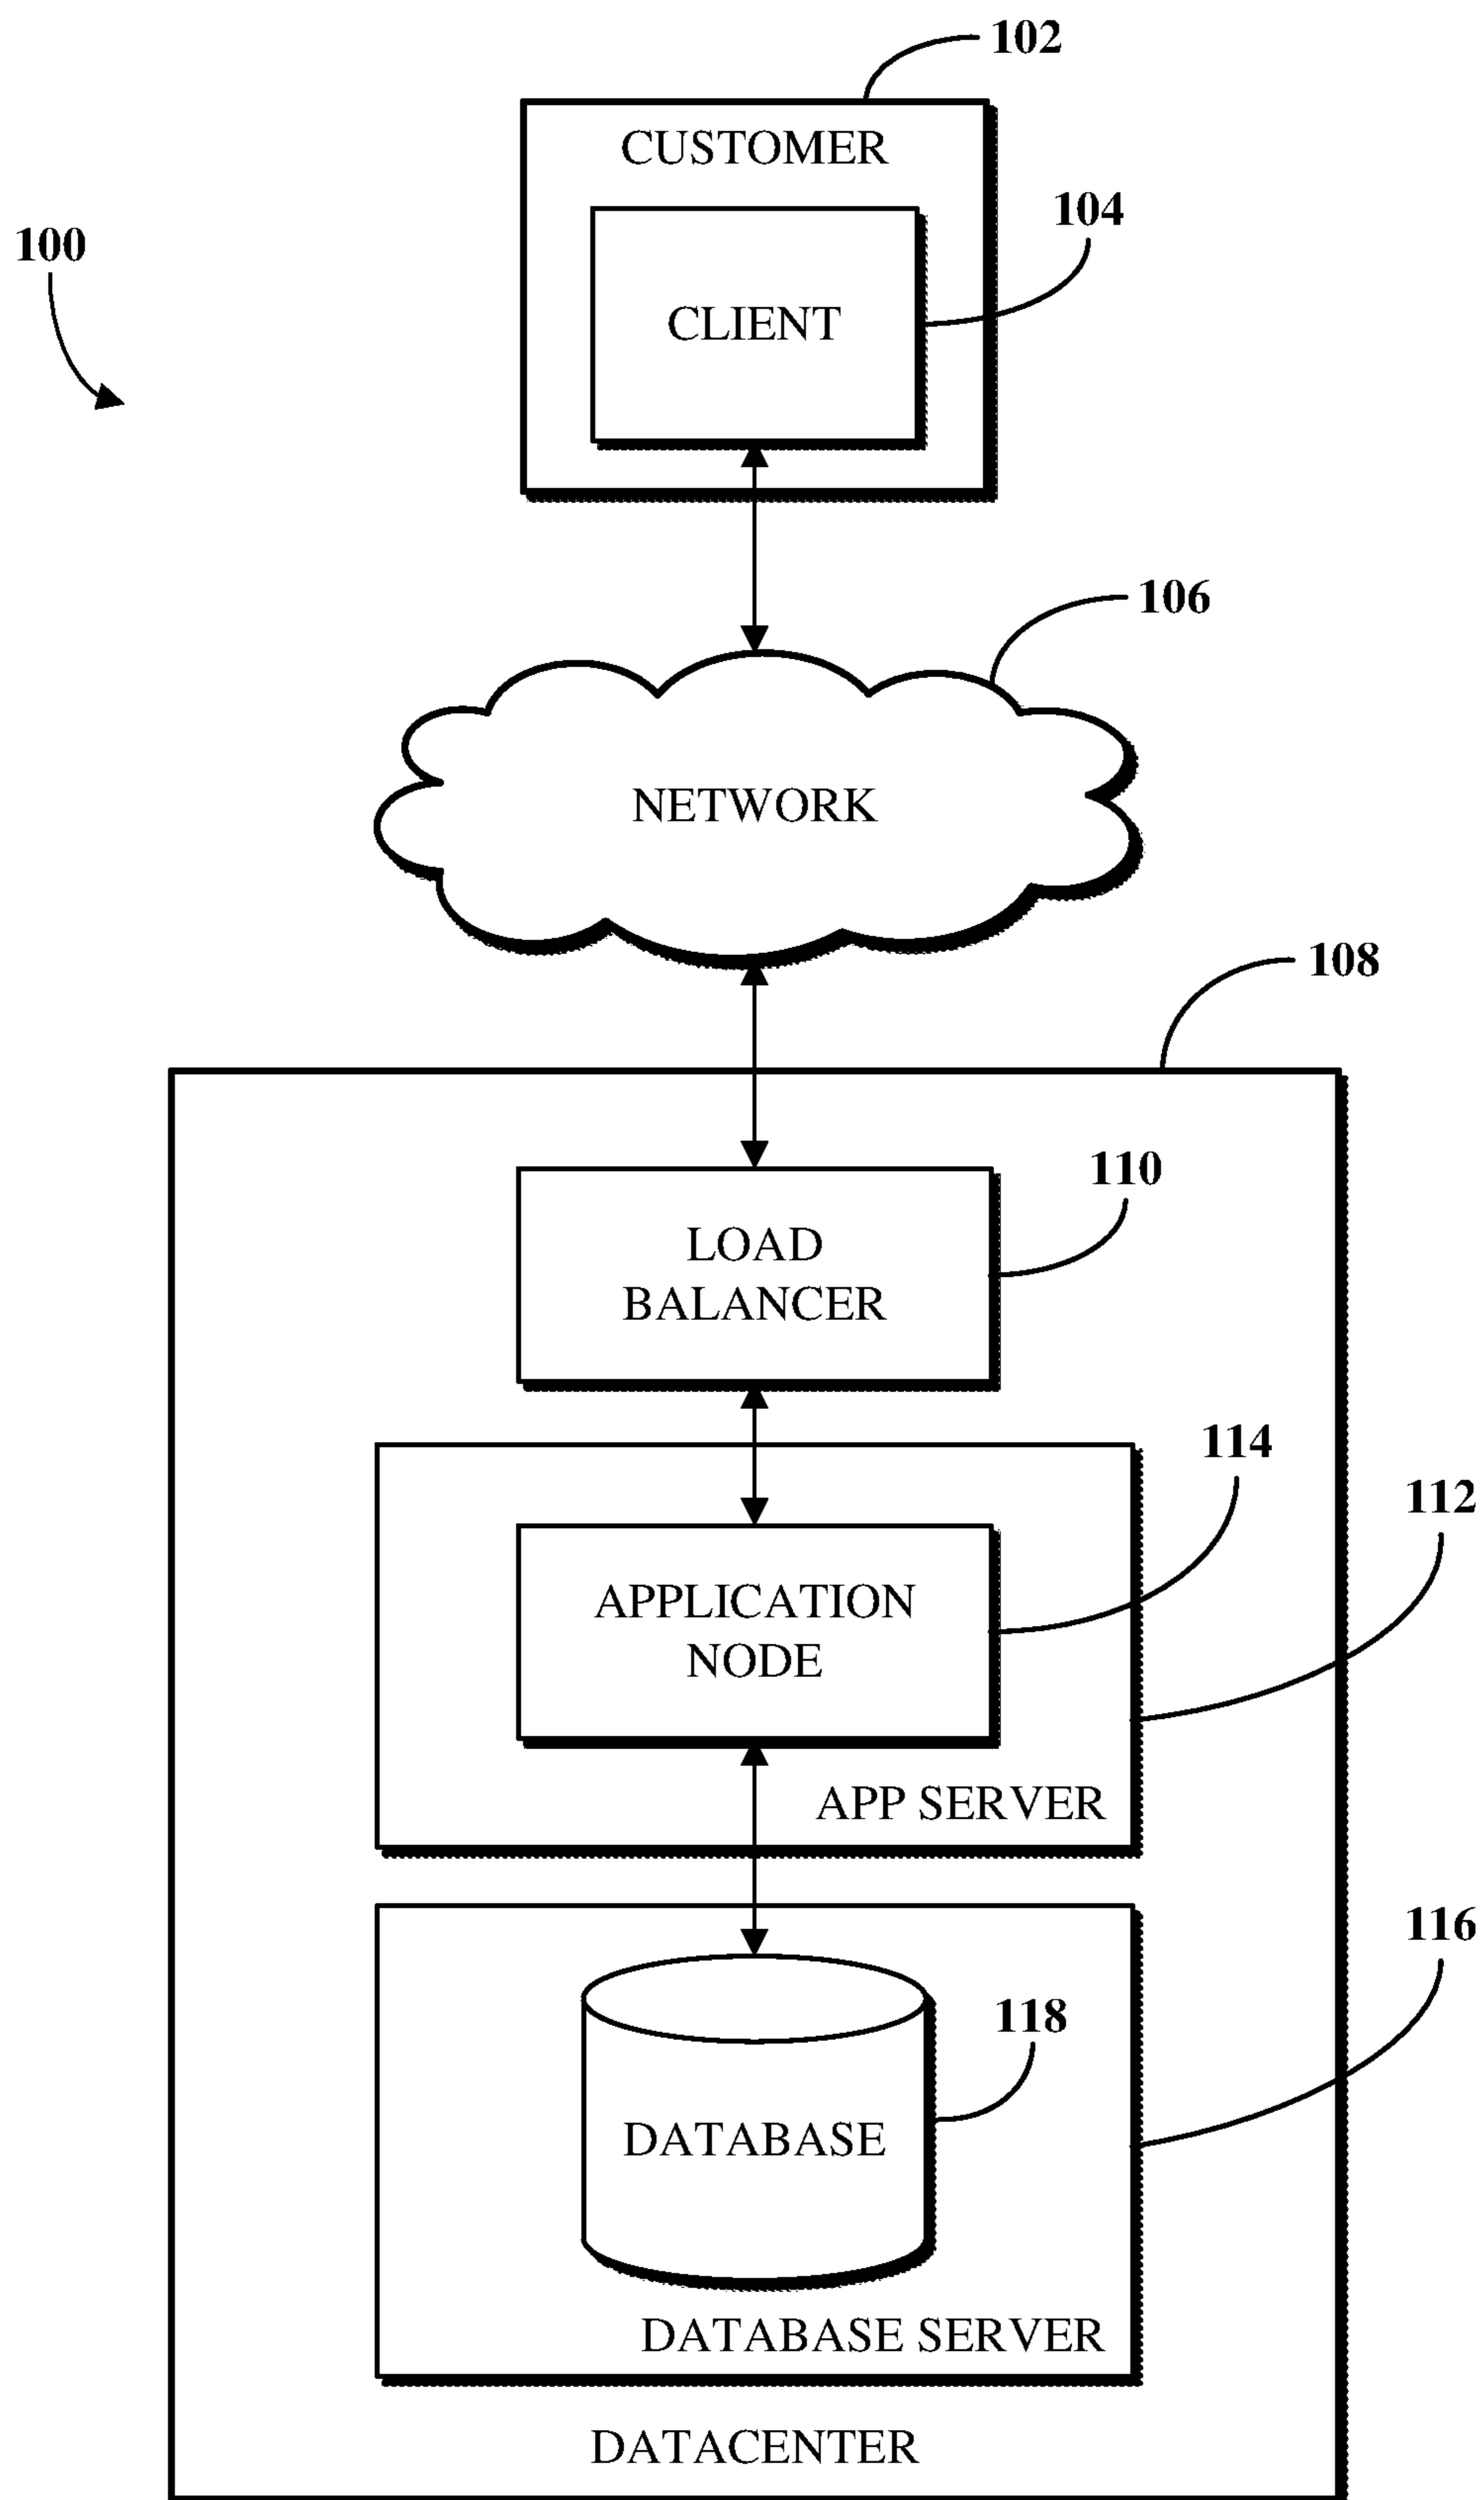 102
CUSTOMER
104
100
CLIENT
106
NETWORK
108
110
LOAD
BALANCER
114
112
APPLICATION
NODE
APP SERVER
116
118
DATABASE
DATABASE SERVER
DATACENTER